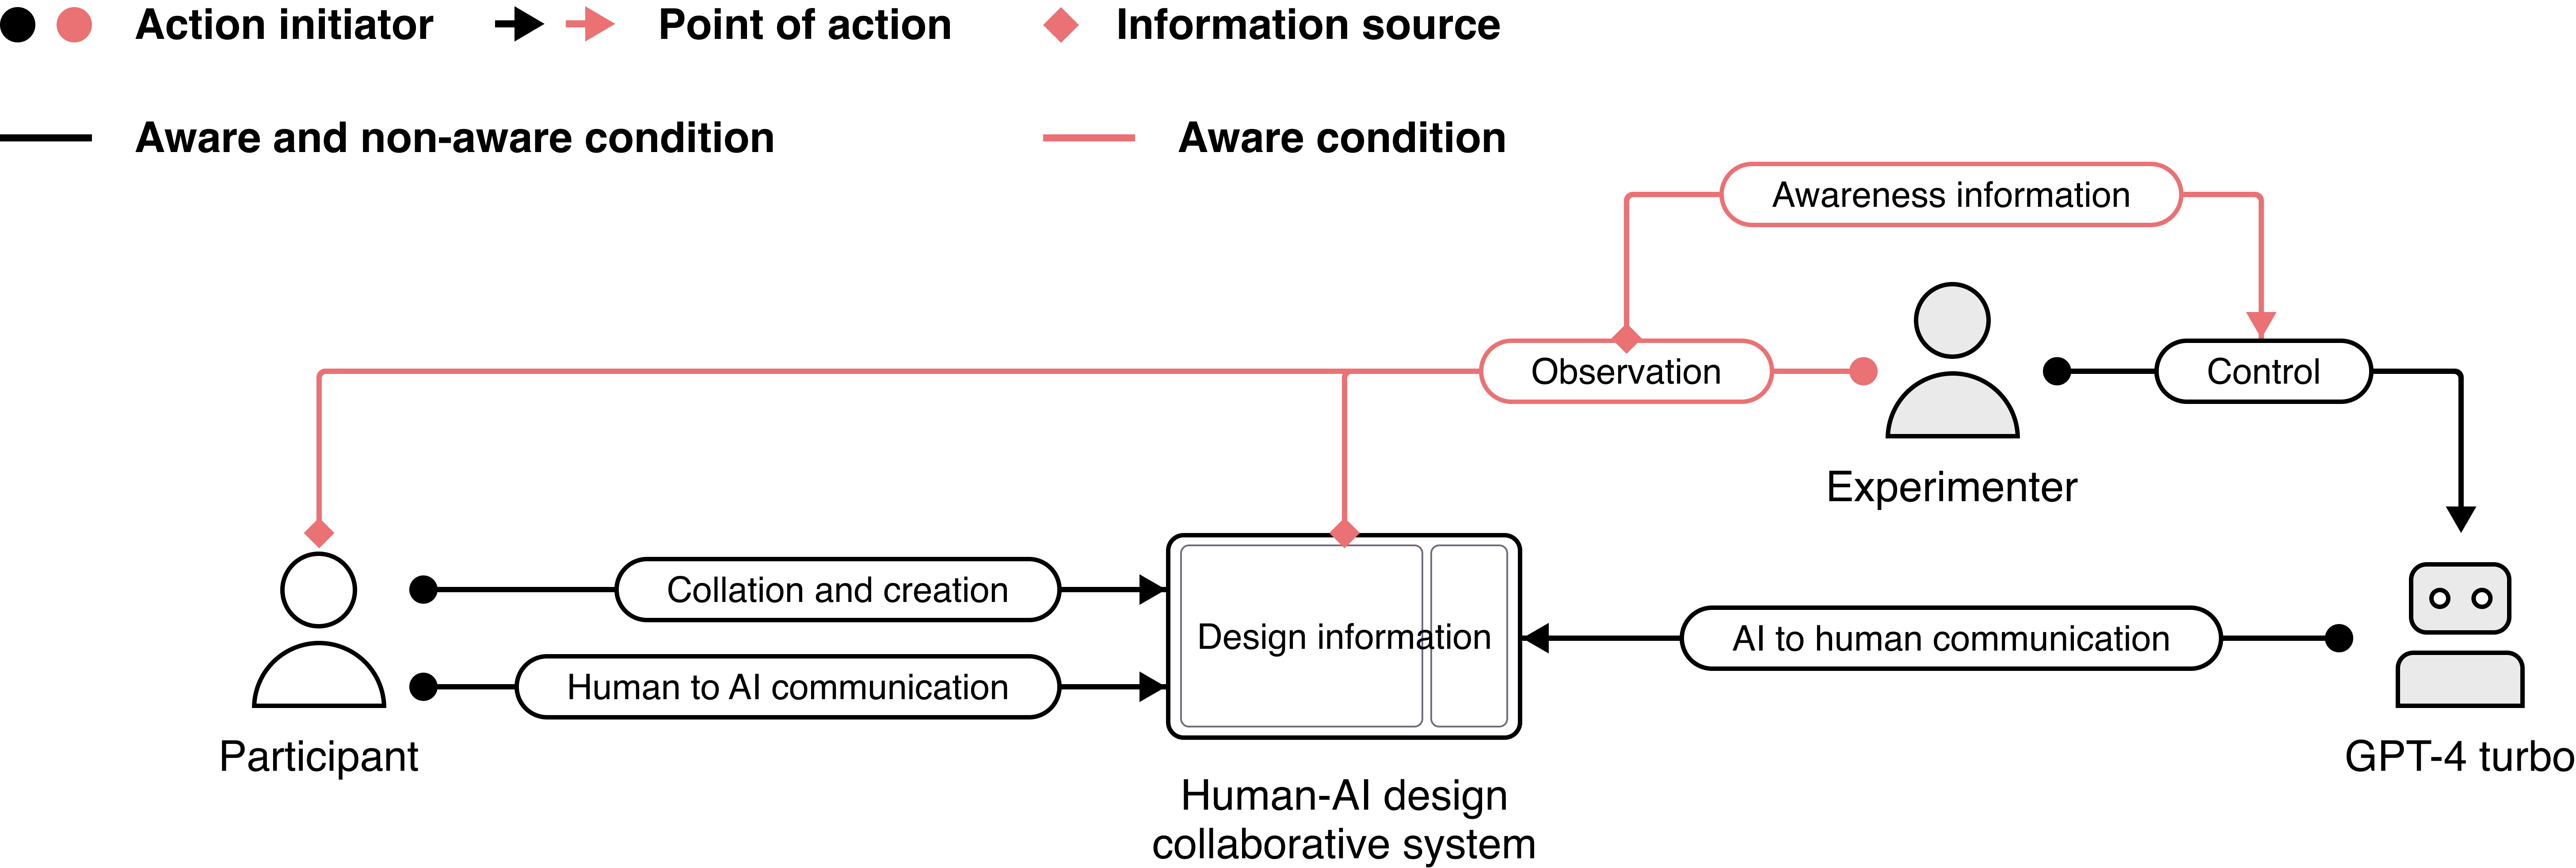 Action initiator
Point of action
Information source
Aware and non-aware condition
Aware condition
Awareness information
Observation
Control
Experimenter
Collation and creation
Human to AI communication
Design information
AI to human communication
Participant
GPT-4 turbo
Human-AI design
collaborative system